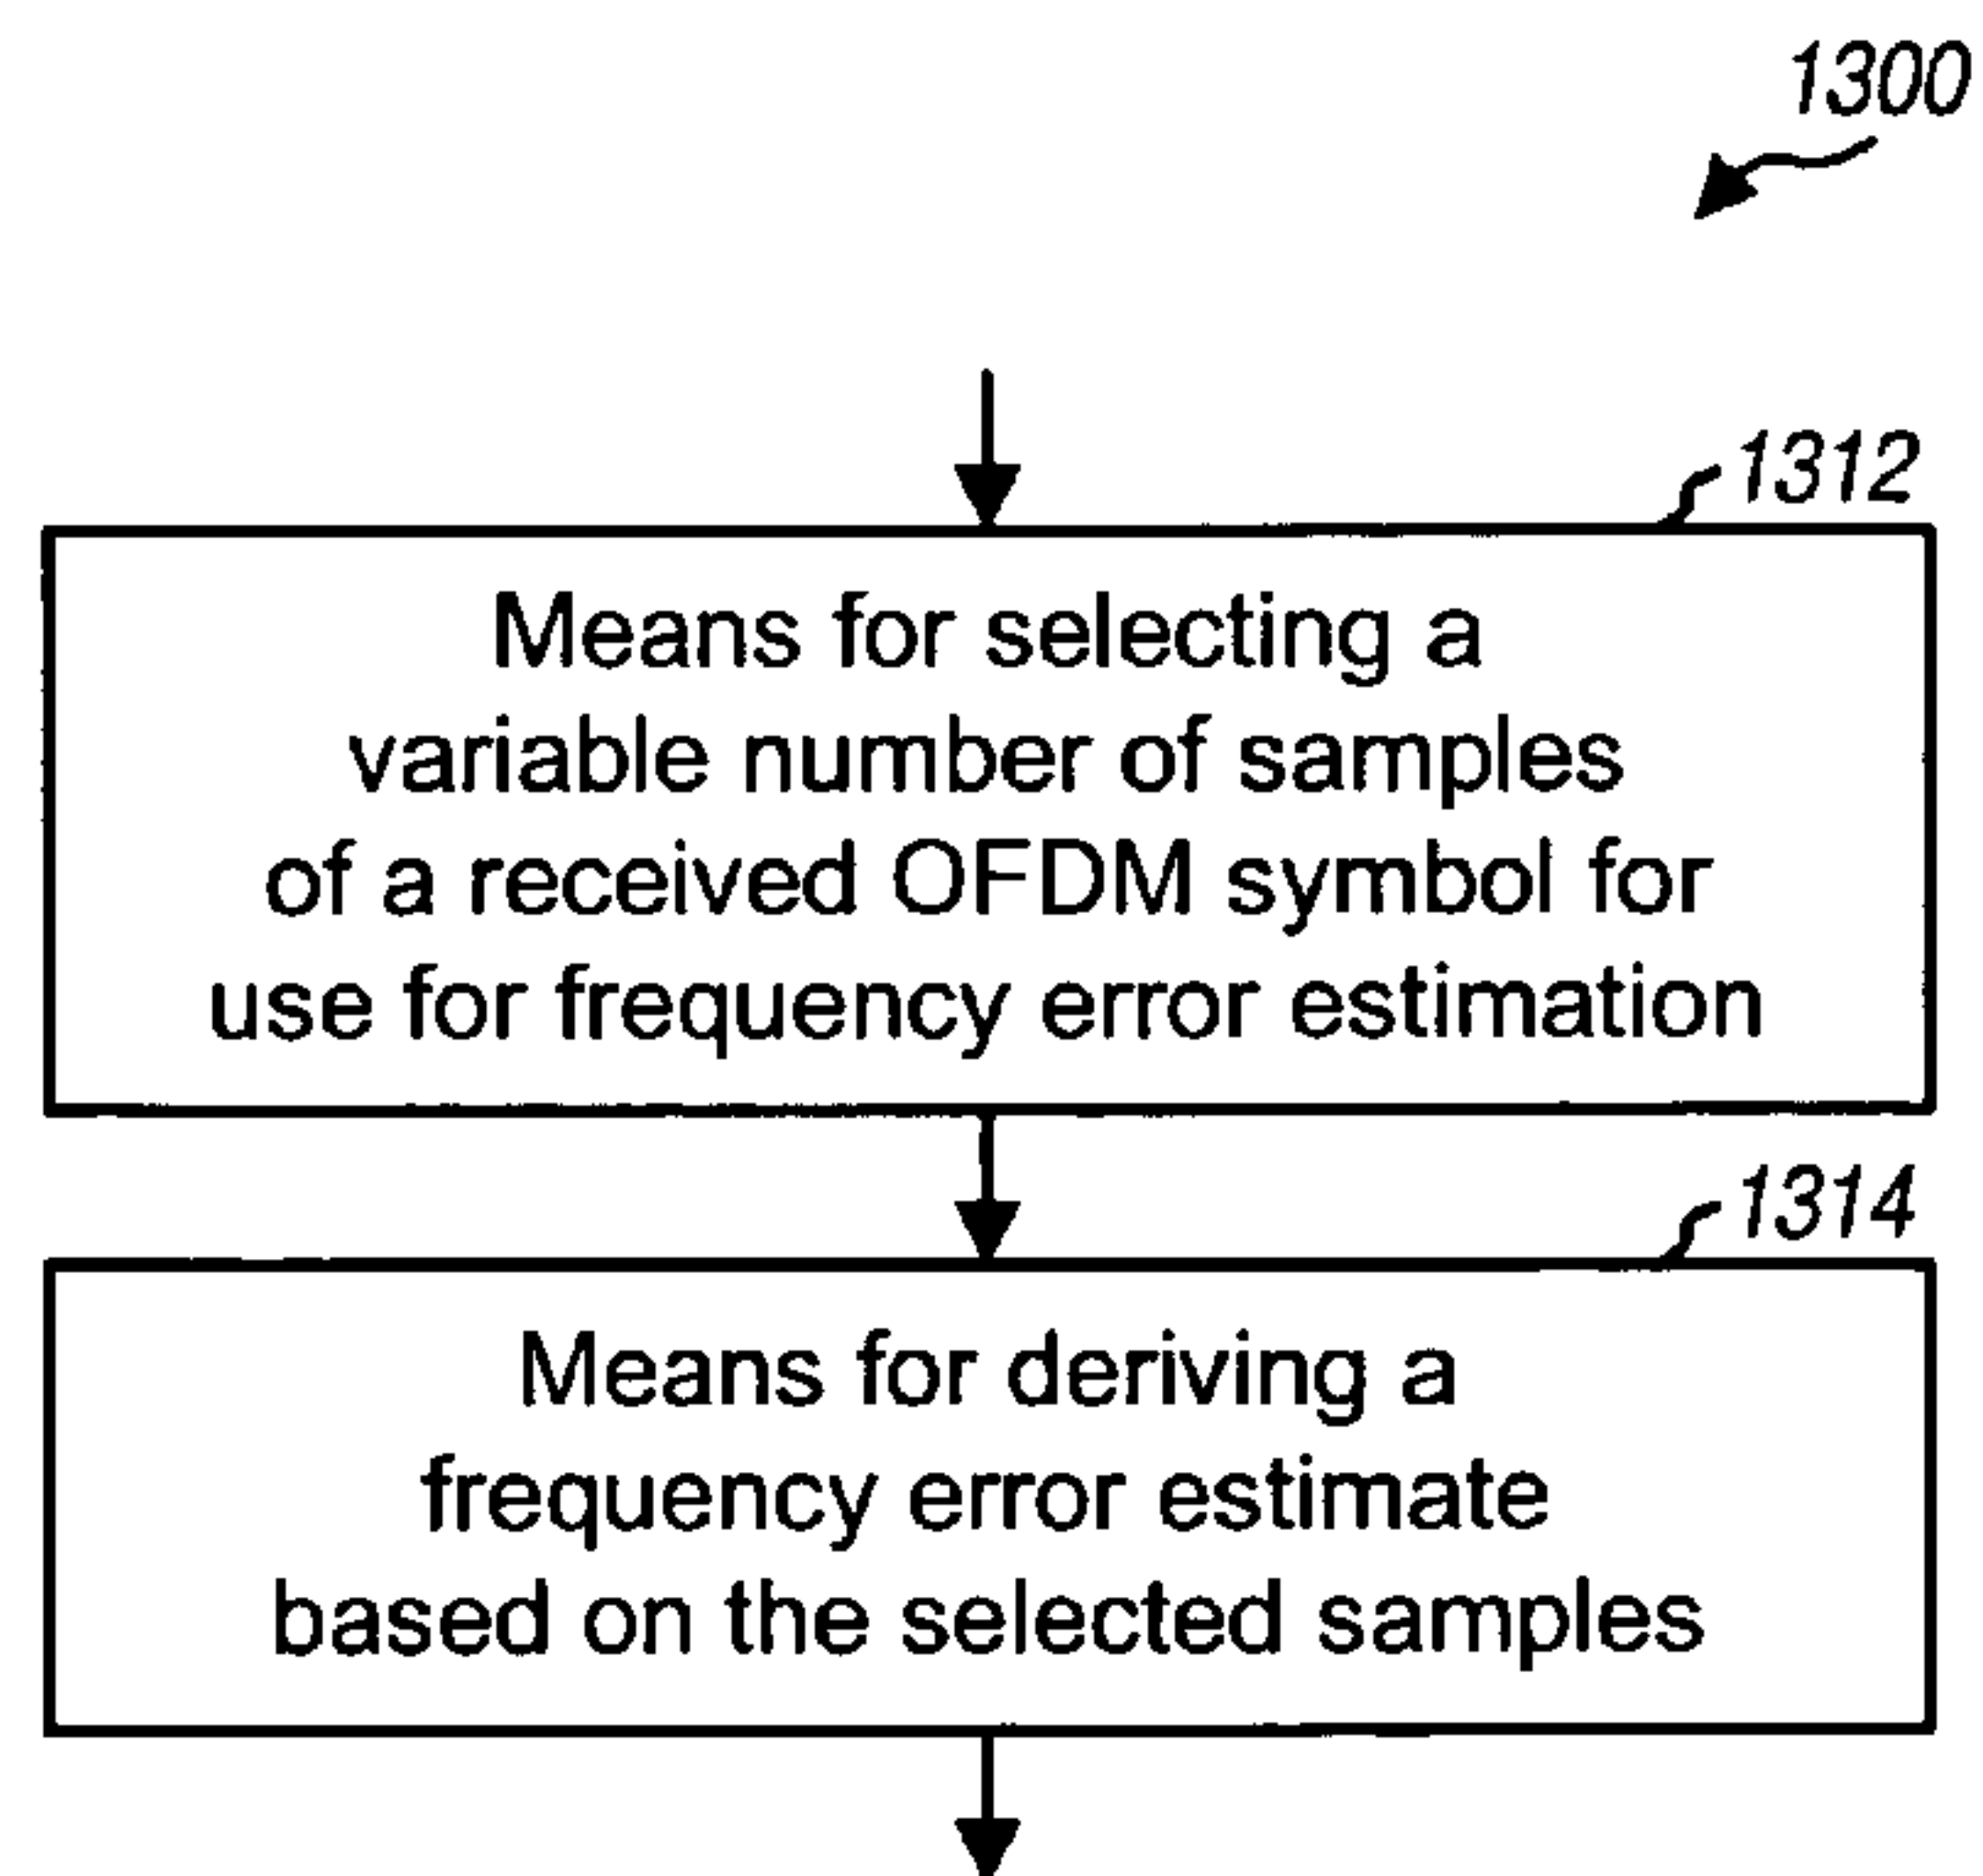 1300
1312
Means for selecting a
variable number of samples
of a received OFDM symbol for
use for frequency error estimation
1314
Means for deriving a
frequency error estimate
based on the selected samples